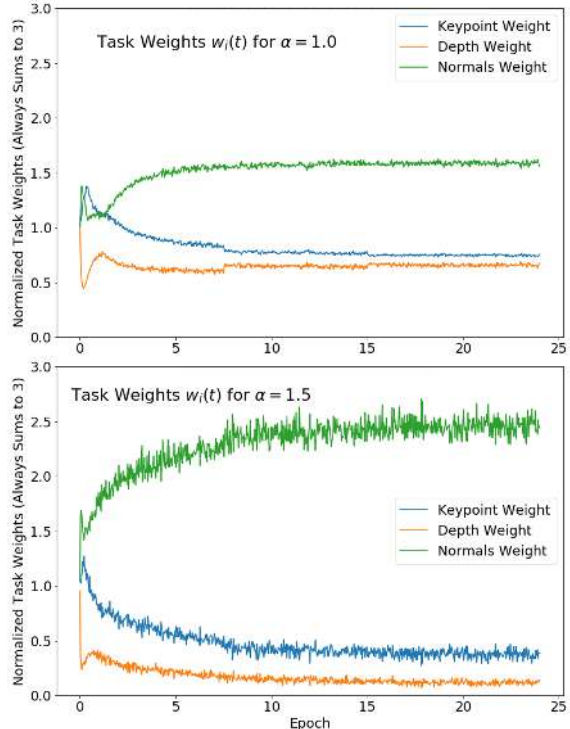 Task Weights wᵢ(t) for α = 1.0
Keypoint Weight
Depth Weight
Normals Weight
Normalized Task Weights (Always Sums to 3)
3.0
2.5
2.0
1.5
1.0
0.5
0.0
0 5 10 15 20 25
Task Weights wᵢ(t) for α = 1.5
Keypoint Weight
Depth Weight
Normals Weight
Normalized Task Weights (Always Sums to 3)
3.0
2.5
2.0
1.5
1.0
0.5
0.0
0 5 10 15 20 25
Epoch